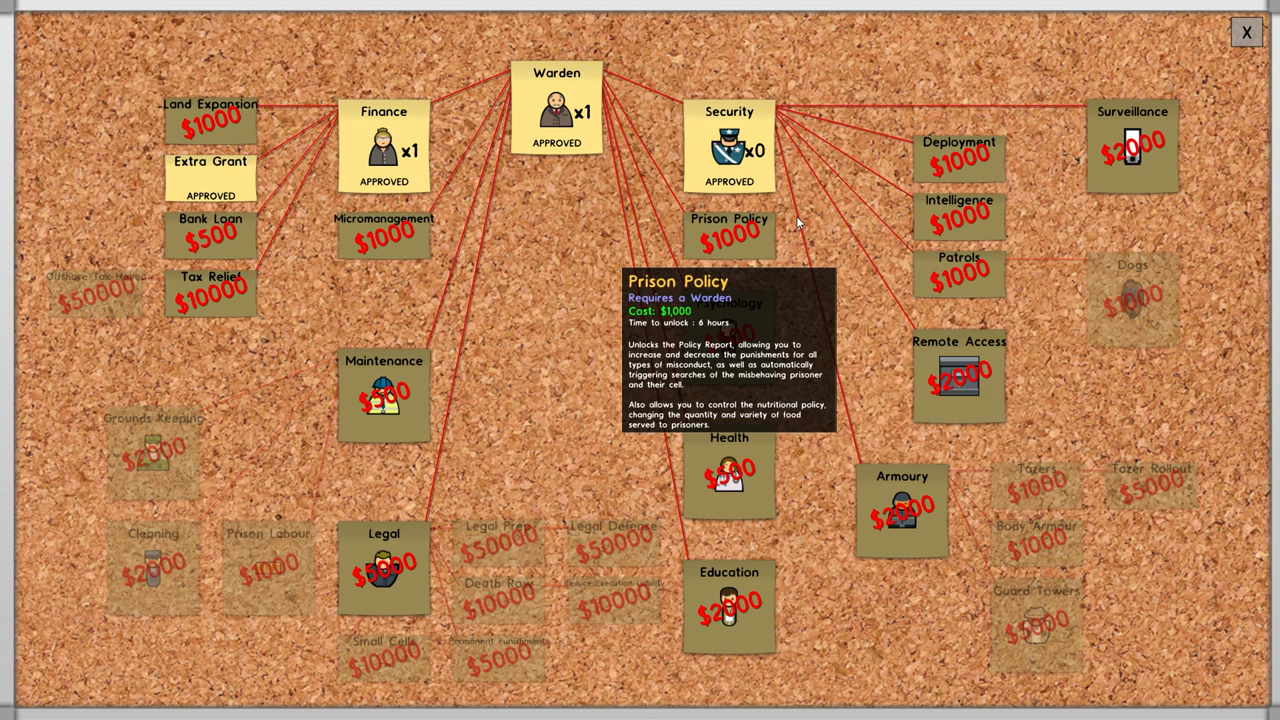 X
Warden
x1
APPROVED
Land Expansion
$1000
Finance
x1
APPROVED
Security
x0
APPROVED
Surveillance
$2000
Extra Grant
APPROVED
Deployment
$1000
Bank Loan
$500
Micromanagement
$1000
Prison Policy
$1000
Intelligence
$1000
Offshore Tax Haven
$50000
Tax Relief
$10000
Patrols
$1000
Dogs
$1000
Prison Policy
Requires a Warden
Cost: $1,000
Time to unlock : 6 hours
Unlocks the Policy Report, allowing you to
increase and decrease the punishments for all
types of misconduct, as well as automatically
triggering searches of the misbehaving prisoner
and their cell.
Also allows you to control the nutritional policy,
changing the quantity and variety of food
served to prisoners.
Maintenance
$500
Remote Access
$2000
Grounds Keeping
$2000
Health
$500
Armoury
$2000
Tazers
$1000
Tazer Rollout
$5000
Cleaning
$2000
Prison Labour
$1000
Legal
$5000
Legal Prep
$50000
Legal Defense
$50000
Body Armour
$1000
Death Row
$10000
Reduce Execution Liability
$10000
Education
$2000
Guard Towers
$5000
Small Cells
$10000
Permanent Punishments
$5000